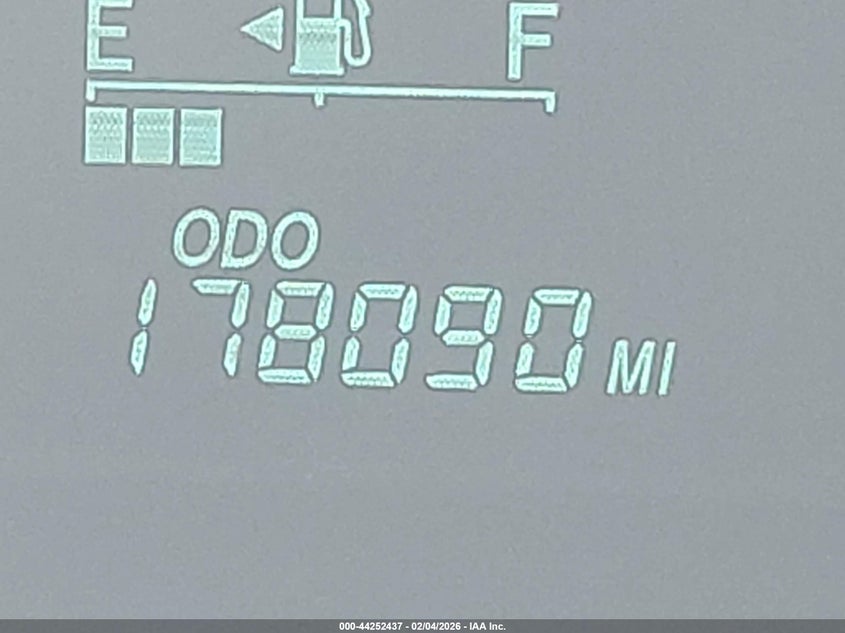 E F
ODO
178090 MI
000-44252437 - 02/04/2026 - IAA Inc.